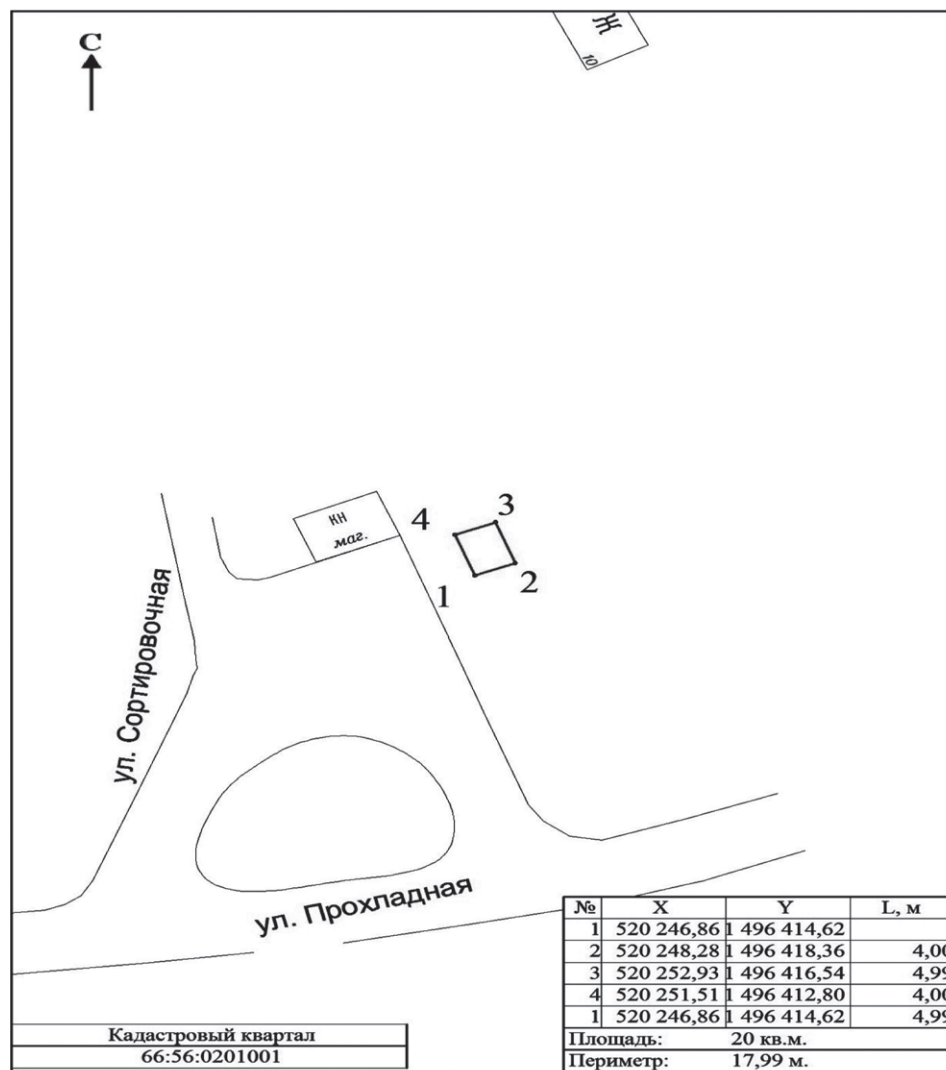 С
Ж
10
4
3
КН
маг.
2
1
ул. Сортировочная
ул. Прохладная
№ X Y L, м
1 520 246,86 1 496 414,62
2 520 248,28 1 496 418,36 4,00
3 520 252,93 1 496 416,54 4,99
4 520 251,51 1 496 412,80 4,00
1 520 246,86 1 496 414,62 4,99
Площадь: 20 кв.м.
Периметр: 17,99 м.
Кадастровый квартал
66:56:0201001